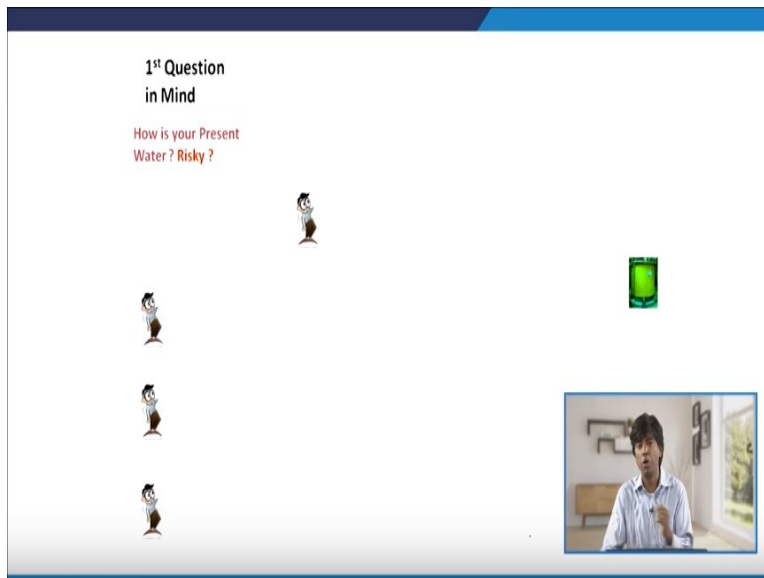 1st Question
in Mind
How is your Present
Water ? Risky ?